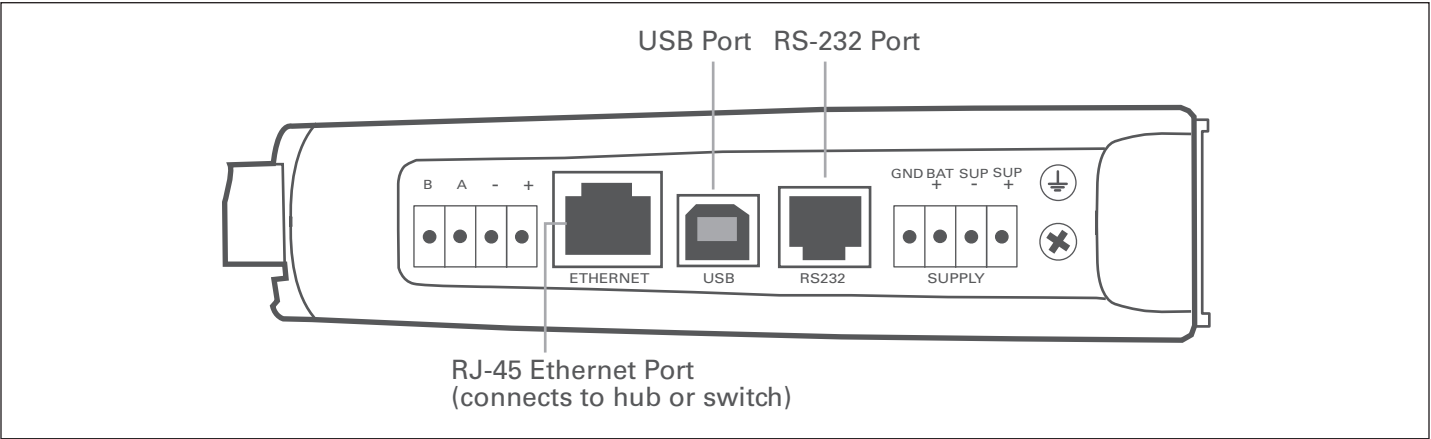 USB Port RS-232 Port
B A - + GND BAT SUP SUP
+ - +
ETHERNET USB RS232 SUPPLY
RJ-45 Ethernet Port
(connects to hub or switch)